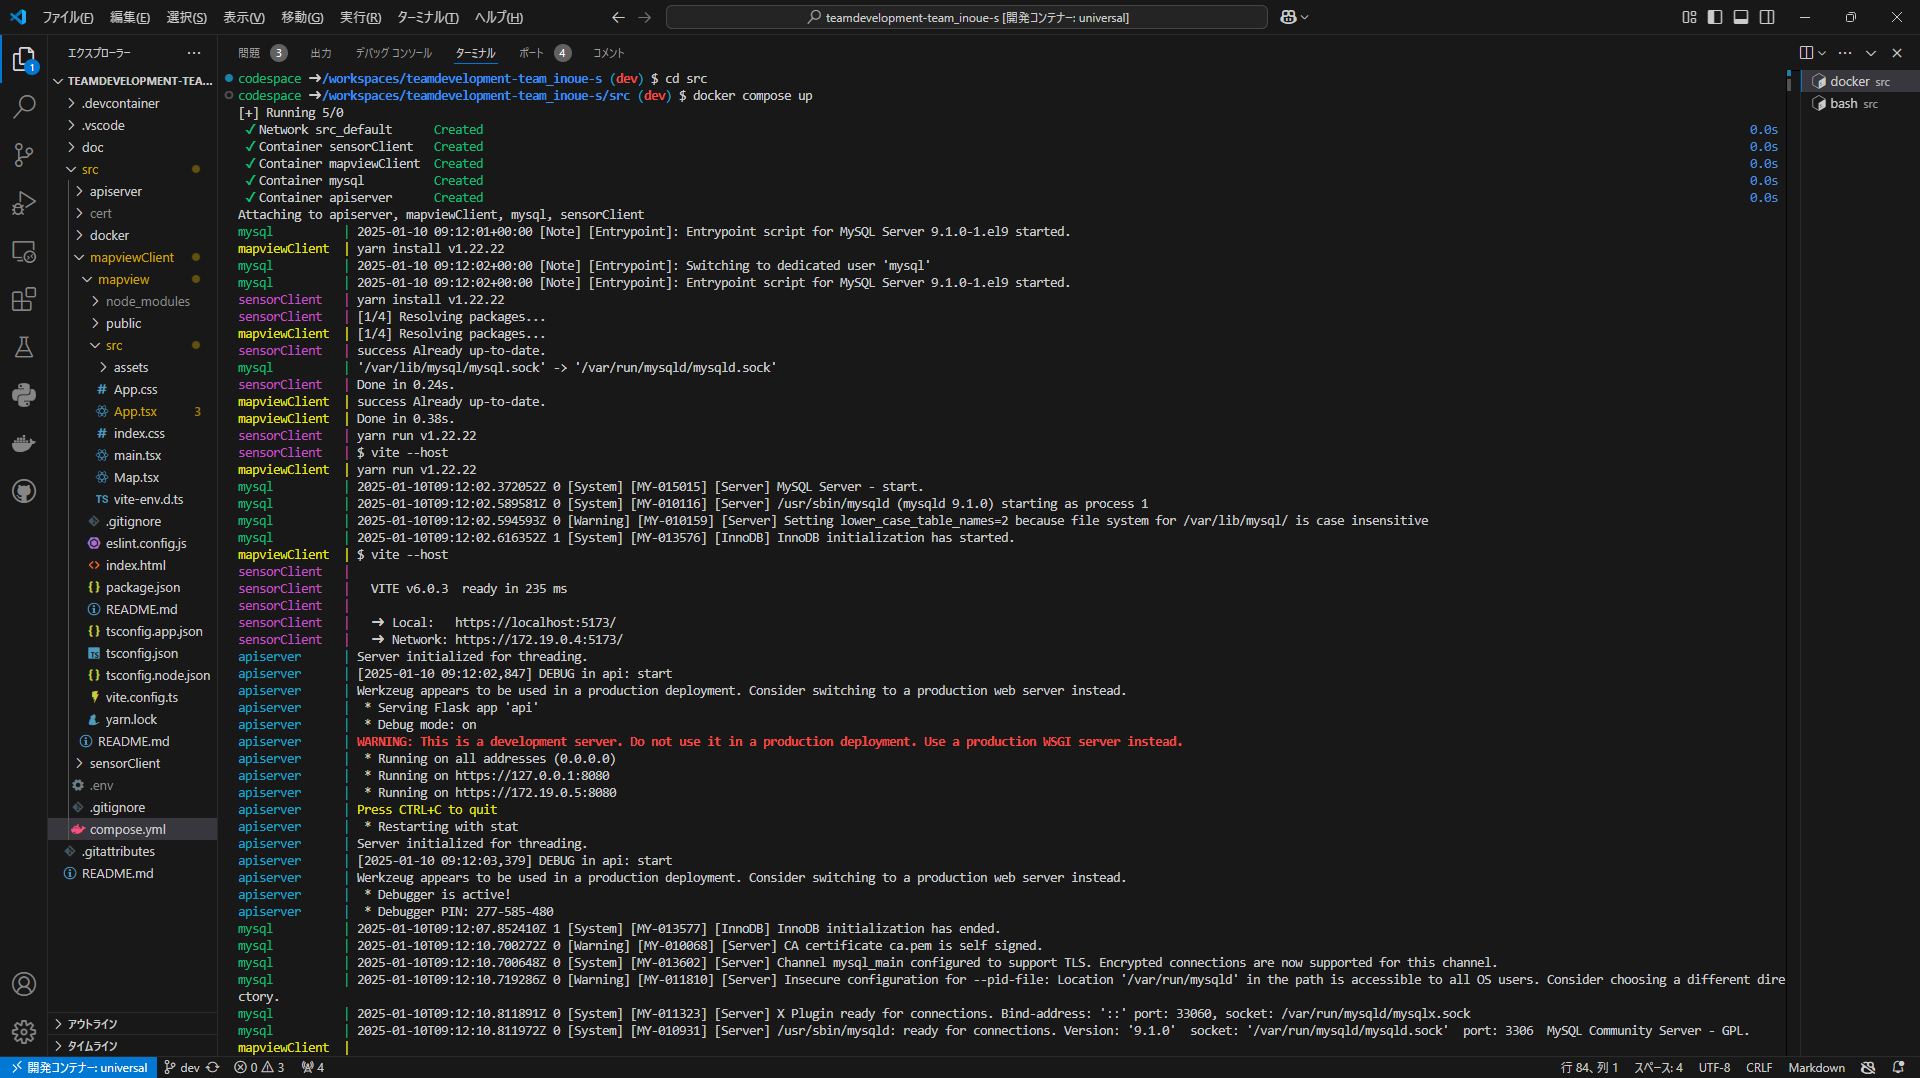 ファイル(F) 編集(E) 選択(S) 表示(V) 移動(G) 実行(R) ターミナル(T) ヘルプ(H)
teamdevelopment-team_inoue-s [開発コンテナー: universal]
エクスプローラー
TEAMDEVELOPMENT-TEA...
.devcontainer
.vscode
doc
src
apiserver
cert
docker
mapviewClient
mapview
node_modules
public
src
assets
App.css
App.tsx 3
index.css
main.tsx
Map.tsx
vite-env.d.ts
.gitignore
eslint.config.js
index.html
package.json
README.md
tsconfig.app.json
tsconfig.json
tsconfig.node.json
vite.config.ts
yarn.lock
README.md
sensorClient
.env
.gitignore
compose.yml
.gitattributes
README.md
アウトライン
タイムライン
問題 3 出力 デバッグ コンソール ターミナル ポート 4 コメント
codespace ➜/workspaces/teamdevelopment-team_inoue-s (dev) $ cd src
codespace ➜/workspaces/teamdevelopment-team_inoue-s/src (dev) $ docker compose up
[+] Running 5/0
✓ Network src_default Created 0.0s
✓ Container sensorClient Created 0.0s
✓ Container mapviewClient Created 0.0s
✓ Container mysql Created 0.0s
✓ Container apiserver Created 0.0s
Attaching to apiserver, mapviewClient, mysql, sensorClient
mysql | 2025-01-10 09:12:01+00:00 [Note] [Entrypoint]: Entrypoint script for MySQL Server 9.1.0-1.el9 started.
mapviewClient | yarn install v1.22.22
mysql | 2025-01-10 09:12:02+00:00 [Note] [Entrypoint]: Switching to dedicated user 'mysql'
mysql | 2025-01-10 09:12:02+00:00 [Note] [Entrypoint]: Entrypoint script for MySQL Server 9.1.0-1.el9 started.
sensorClient | yarn install v1.22.22
sensorClient | [1/4] Resolving packages...
mapviewClient | [1/4] Resolving packages...
sensorClient | success Already up-to-date.
mysql | '/var/lib/mysql/mysql.sock' -> '/var/run/mysqld/mysqld.sock'
sensorClient | Done in 0.24s.
mapviewClient | success Already up-to-date.
mapviewClient | Done in 0.38s.
sensorClient | yarn run v1.22.22
sensorClient | $ vite --host
mapviewClient | yarn run v1.22.22
mysql | 2025-01-10T09:12:02.372052Z 0 [System] [MY-015015] [Server] MySQL Server - start.
mysql | 2025-01-10T09:12:02.589581Z 0 [System] [MY-010116] [Server] /usr/sbin/mysqld (mysqld 9.1.0) starting as process 1
mysql | 2025-01-10T09:12:02.594593Z 0 [Warning] [MY-010159] [Server] Setting lower_case_table_names=2 because file system for /var/lib/mysql/ is case insensitive
mysql | 2025-01-10T09:12:02.616352Z 1 [System] [MY-013576] [InnoDB] InnoDB initialization has started.
mapviewClient | $ vite --host
sensorClient |
sensorClient | VITE v6.0.3 ready in 235 ms
sensorClient |
sensorClient | ➜ Local: https://localhost:5173/
sensorClient | ➜ Network: https://172.19.0.4:5173/
apiserver | Server initialized for threading.
apiserver | [2025-01-10 09:12:02,847] DEBUG in api: start
apiserver | Werkzeug appears to be used in a production deployment. Consider switching to a production web server instead.
apiserver | * Serving Flask app 'api'
apiserver | * Debug mode: on
apiserver | WARNING: This is a development server. Do not use it in a production deployment. Use a production WSGI server instead.
apiserver | * Running on all addresses (0.0.0.0)
apiserver | * Running on https://127.0.0.1:8080
apiserver | * Running on https://172.19.0.5:8080
apiserver | Press CTRL+C to quit
apiserver | * Restarting with stat
apiserver | Server initialized for threading.
apiserver | [2025-01-10 09:12:03,379] DEBUG in api: start
apiserver | Werkzeug appears to be used in a production deployment. Consider switching to a production web server instead.
apiserver | * Debugger is active!
apiserver | * Debugger PIN: 277-585-480
mysql | 2025-01-10T09:12:07.852410Z 1 [System] [MY-013577] [InnoDB] InnoDB initialization has ended.
mysql | 2025-01-10T09:12:10.700272Z 0 [Warning] [MY-010068] [Server] CA certificate ca.pem is self signed.
mysql | 2025-01-10T09:12:10.700648Z 0 [System] [MY-013602] [Server] Channel mysql_main configured to support TLS. Encrypted connections are now supported for this channel.
mysql | 2025-01-10T09:12:10.719286Z 0 [Warning] [MY-011810] [Server] Insecure configuration for --pid-file: Location '/var/run/mysqld' in the path is accessible to all OS users. Consider choosing a different dire
ctory.
mysql | 2025-01-10T09:12:10.811891Z 0 [System] [MY-011323] [Server] X Plugin ready for connections. Bind-address: '::' port: 33060, socket: /var/run/mysqld/mysqlx.sock
mysql | 2025-01-10T09:12:10.811972Z 0 [System] [MY-010931] [Server] /usr/sbin/mysqld: ready for connections. Version: '9.1.0' socket: '/var/run/mysqld/mysqld.sock' port: 3306 MySQL Community Server - GPL.
mapviewClient |
docker src
bash src
開発コンテナー: universal dev 0 3 4 行 84、列 1 スペース: 4 UTF-8 CRLF Markdown